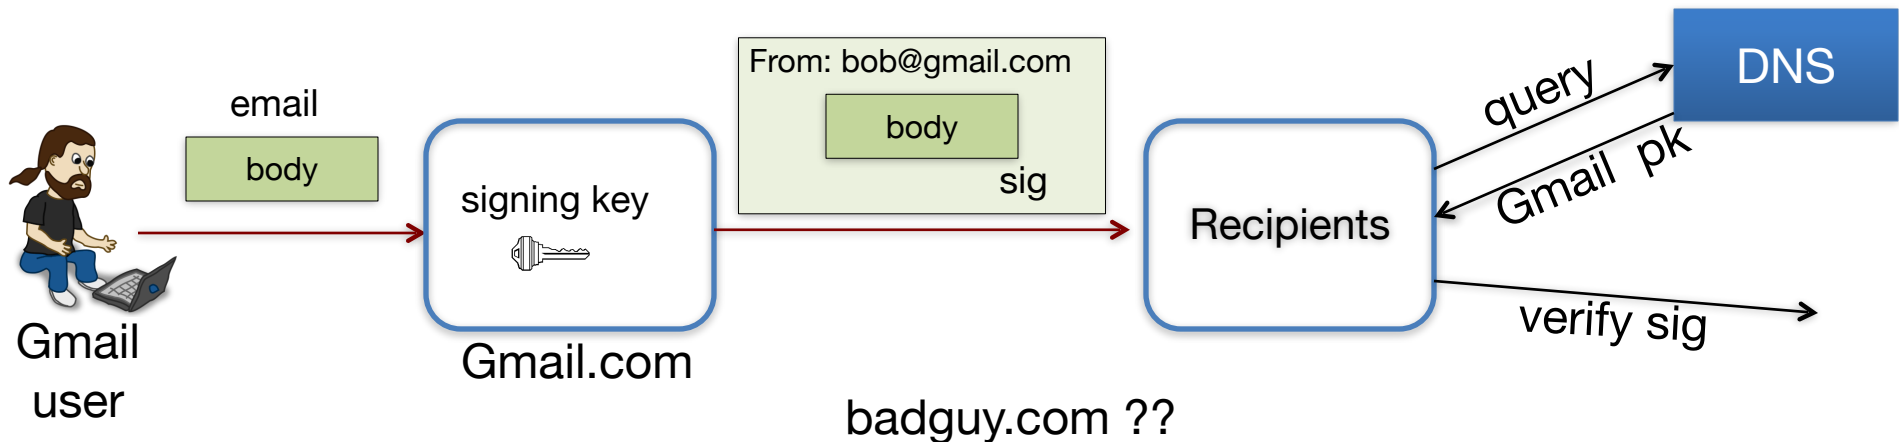 email
body
Gmail
user
signing key
Gmail.com
From: bob@gmail.com
body
sig
Recipients
query
DNS
Gmail pk
verify sig
badguy.com ??